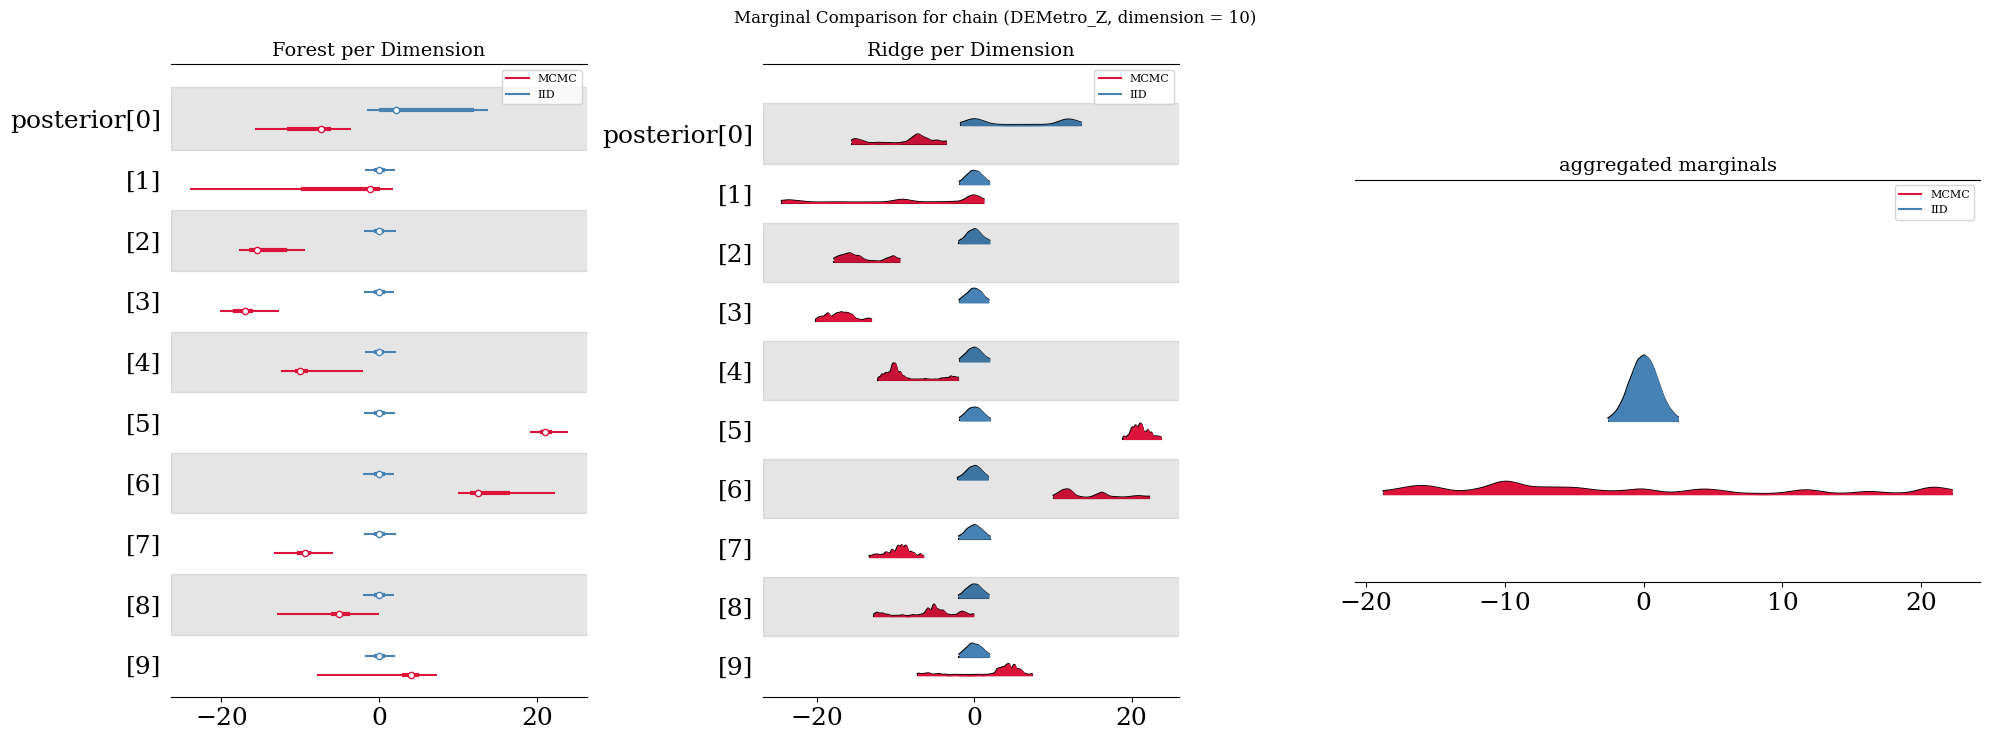 Marginal Comparison for chain (DEMetro_Z, dimension = 10)
Forest per Dimension
MCMC
IID
posterior[0]
[1]
[2]
[3]
[4]
[5]
[6]
[7]
[8]
[9]
−20 0 20
Ridge per Dimension
MCMC
IID
posterior[0]
[1]
[2]
[3]
[4]
[5]
[6]
[7]
[8]
[9]
−20 0 20
aggregated marginals
MCMC
IID
−20 −10 0 10 20